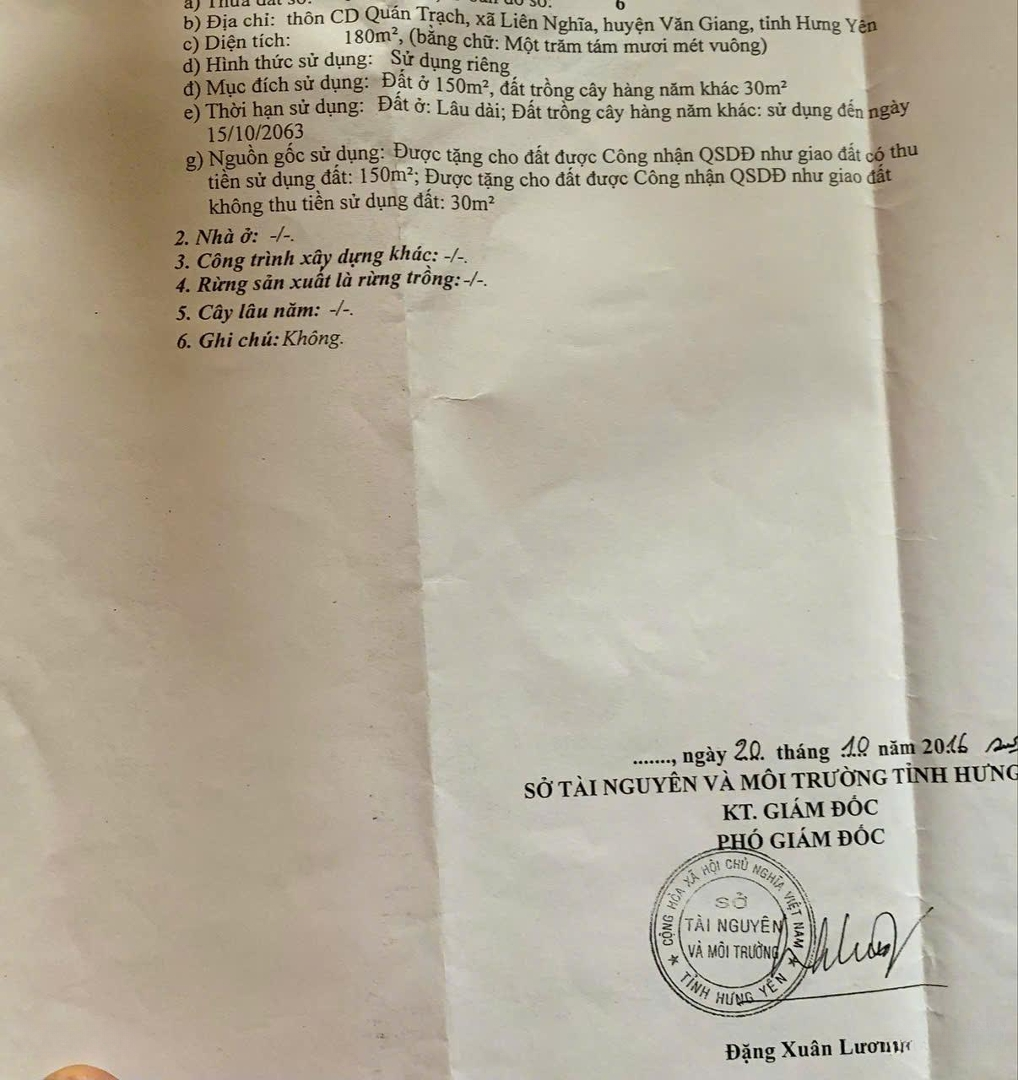 a) Thửa đất số:
6
b) Địa chỉ: thôn CD Quán Trạch, xã Liên Nghĩa, huyện Văn Giang, tỉnh Hưng Yên
c) Diện tích: 180m², (bằng chữ: Một trăm tám mươi mét vuông)
d) Hình thức sử dụng: Sử dụng riêng
đ) Mục đích sử dụng: Đất ở 150m², đất trồng cây hàng năm khác 30m²
e) Thời hạn sử dụng: Đất ở: Lâu dài; Đất trồng cây hàng năm khác: sử dụng đến ngày
15/10/2063
g) Nguồn gốc sử dụng: Được tặng cho đất được Công nhận QSDĐ như giao đất có thu
tiền sử dụng đất: 150m²; Được tặng cho đất được Công nhận QSDĐ như giao đất
không thu tiền sử dụng đất: 30m²
2. Nhà ở: -/-.
3. Công trình xây dựng khác: -/-.
4. Rừng sản xuất là rừng trồng: -/-.
5. Cây lâu năm: -/-.
6. Ghi chú: Không.
......., ngày 20. tháng .10 năm 2016
SỞ TÀI NGUYÊN VÀ MÔI TRƯỜNG TỈNH HƯNG
KT. GIÁM ĐỐC
PHÓ GIÁM ĐỐC
CỘNG HÒA XÃ HỘI CHỦ NGHĨA VIỆT NAM
SỞ
TÀI NGUYÊN
VÀ MÔI TRƯỜNG
★ TỈNH HƯNG YÊN ★
Đặng Xuân